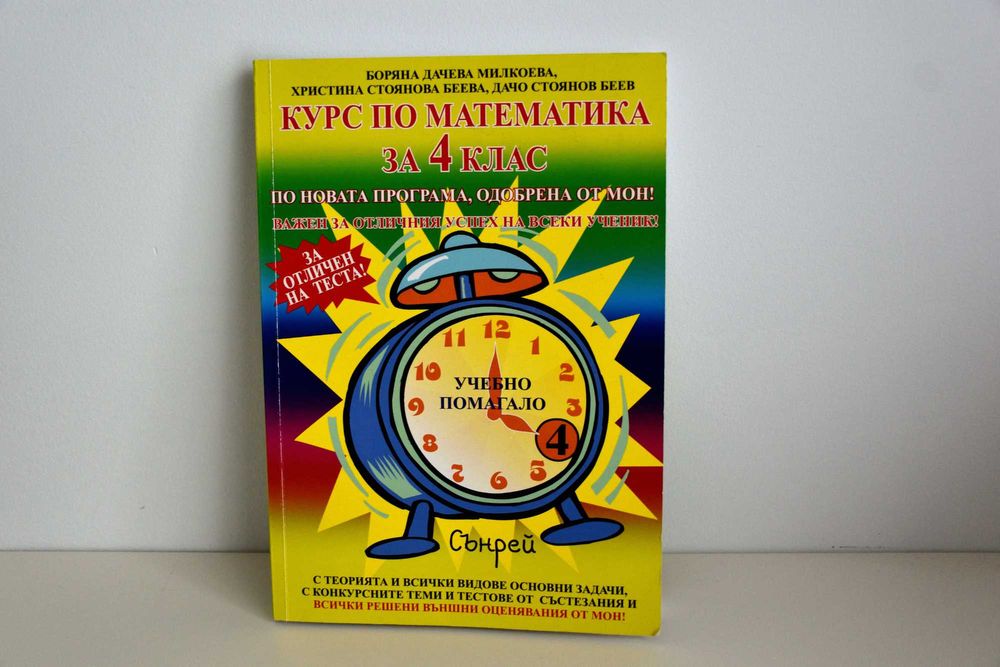 БОРЯНА ДАЧЕВА МИЛКОЕВА,
ХРИСТИНА СТОЯНОВА БЕЕВА, ДАЧО СТОЯНОВ БЕЕВ
КУРС ПО МАТЕМАТИКА
ЗА 4 КЛАС
ПО НОВАТА ПРОГРАМА, ОДОБРЕНА ОТ МОН!
ВАЖЕН ЗА ОТЛИЧНИЯ УСПЕХ НА ВСЕКИ УЧЕНИК!
ЗА
ОТЛИЧЕН
НА ТЕСТА!
12
11 1
10 2
УЧЕБНО
ПОМАГАЛО
9 3
8 4
7 6 5
Сънрей
С ТЕОРИЯТА И ВСИЧКИ ВИДОВЕ ОСНОВНИ ЗАДАЧИ,
С КОНКУРСНИТЕ ТЕМИ И ТЕСТОВЕ ОТ СЪСТЕЗАНИЯ И
ВСИЧКИ РЕШЕНИ ВЪНШНИ ОЦЕНЯВАНИЯ ОТ МОН!